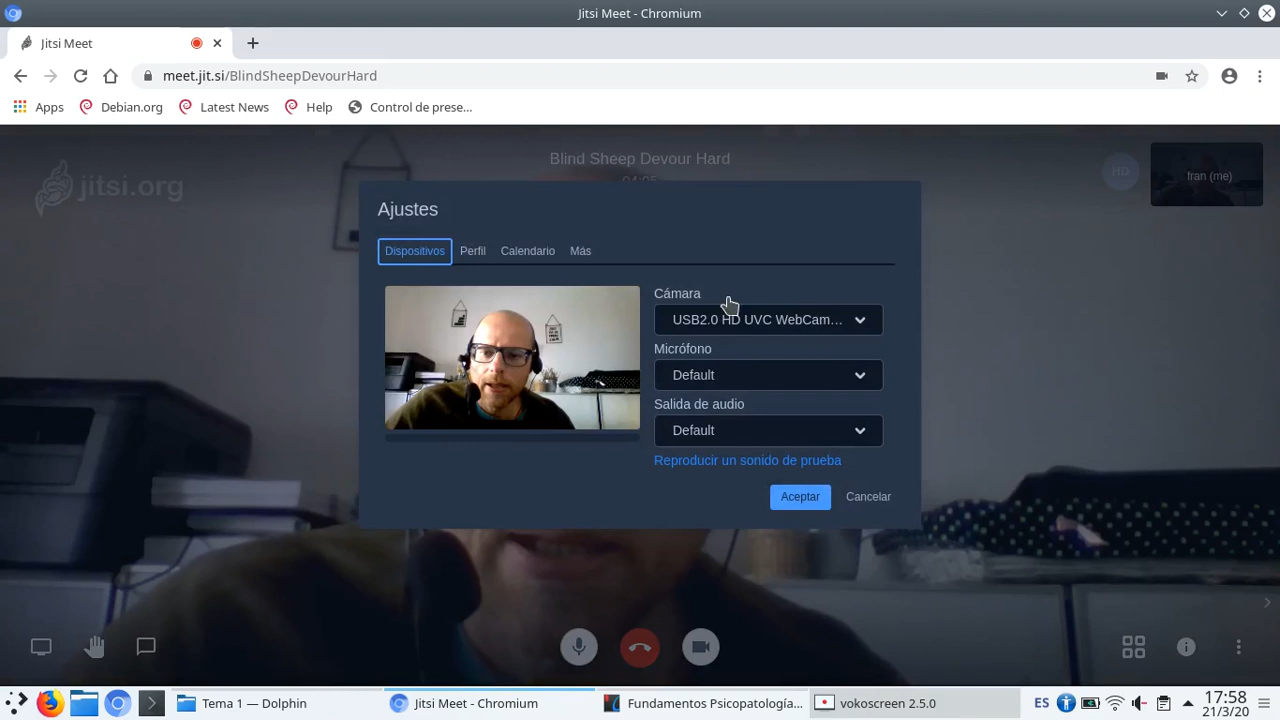 Jitsi Meet - Chromium
Jitsi Meet
meet.jit.si/BlindSheepDevourHard
Apps Debian.org Latest News Help Control de prese...
jitsi.org
Blind Sheep Devour Hard
04:05
HD
fran (me)
Ajustes
Dispositivos Perfil Calendario Más
Cámara
USB2.0 HD UVC WebCam...
Micrófono
Default
Salida de audio
Default
Reproducir un sonido de prueba
Aceptar Cancelar
Tema 1 — Dolphin Jitsi Meet - Chromium Fundamentos Psicopatología... vokoscreen 2.5.0 ES 17:58
21/3/20